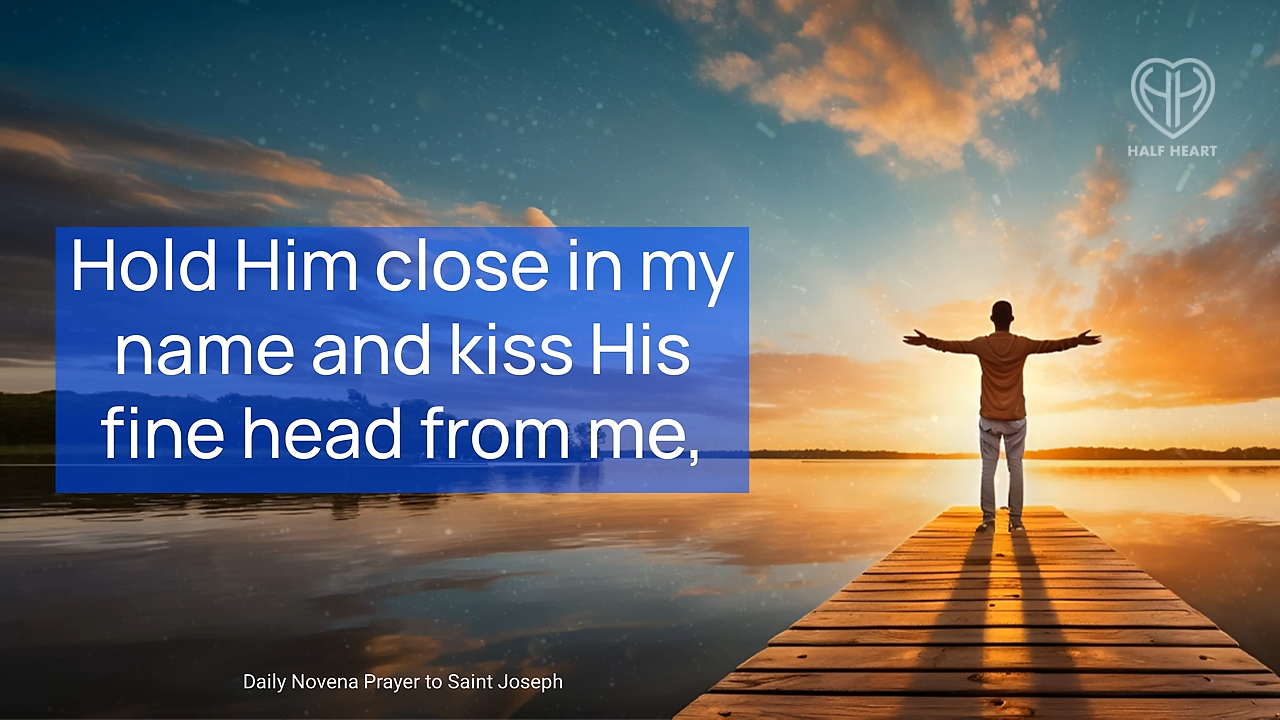 HALF HEART
Hold Him close in my
name and kiss His
fine head from me,
Daily Novena Prayer to Saint Joseph